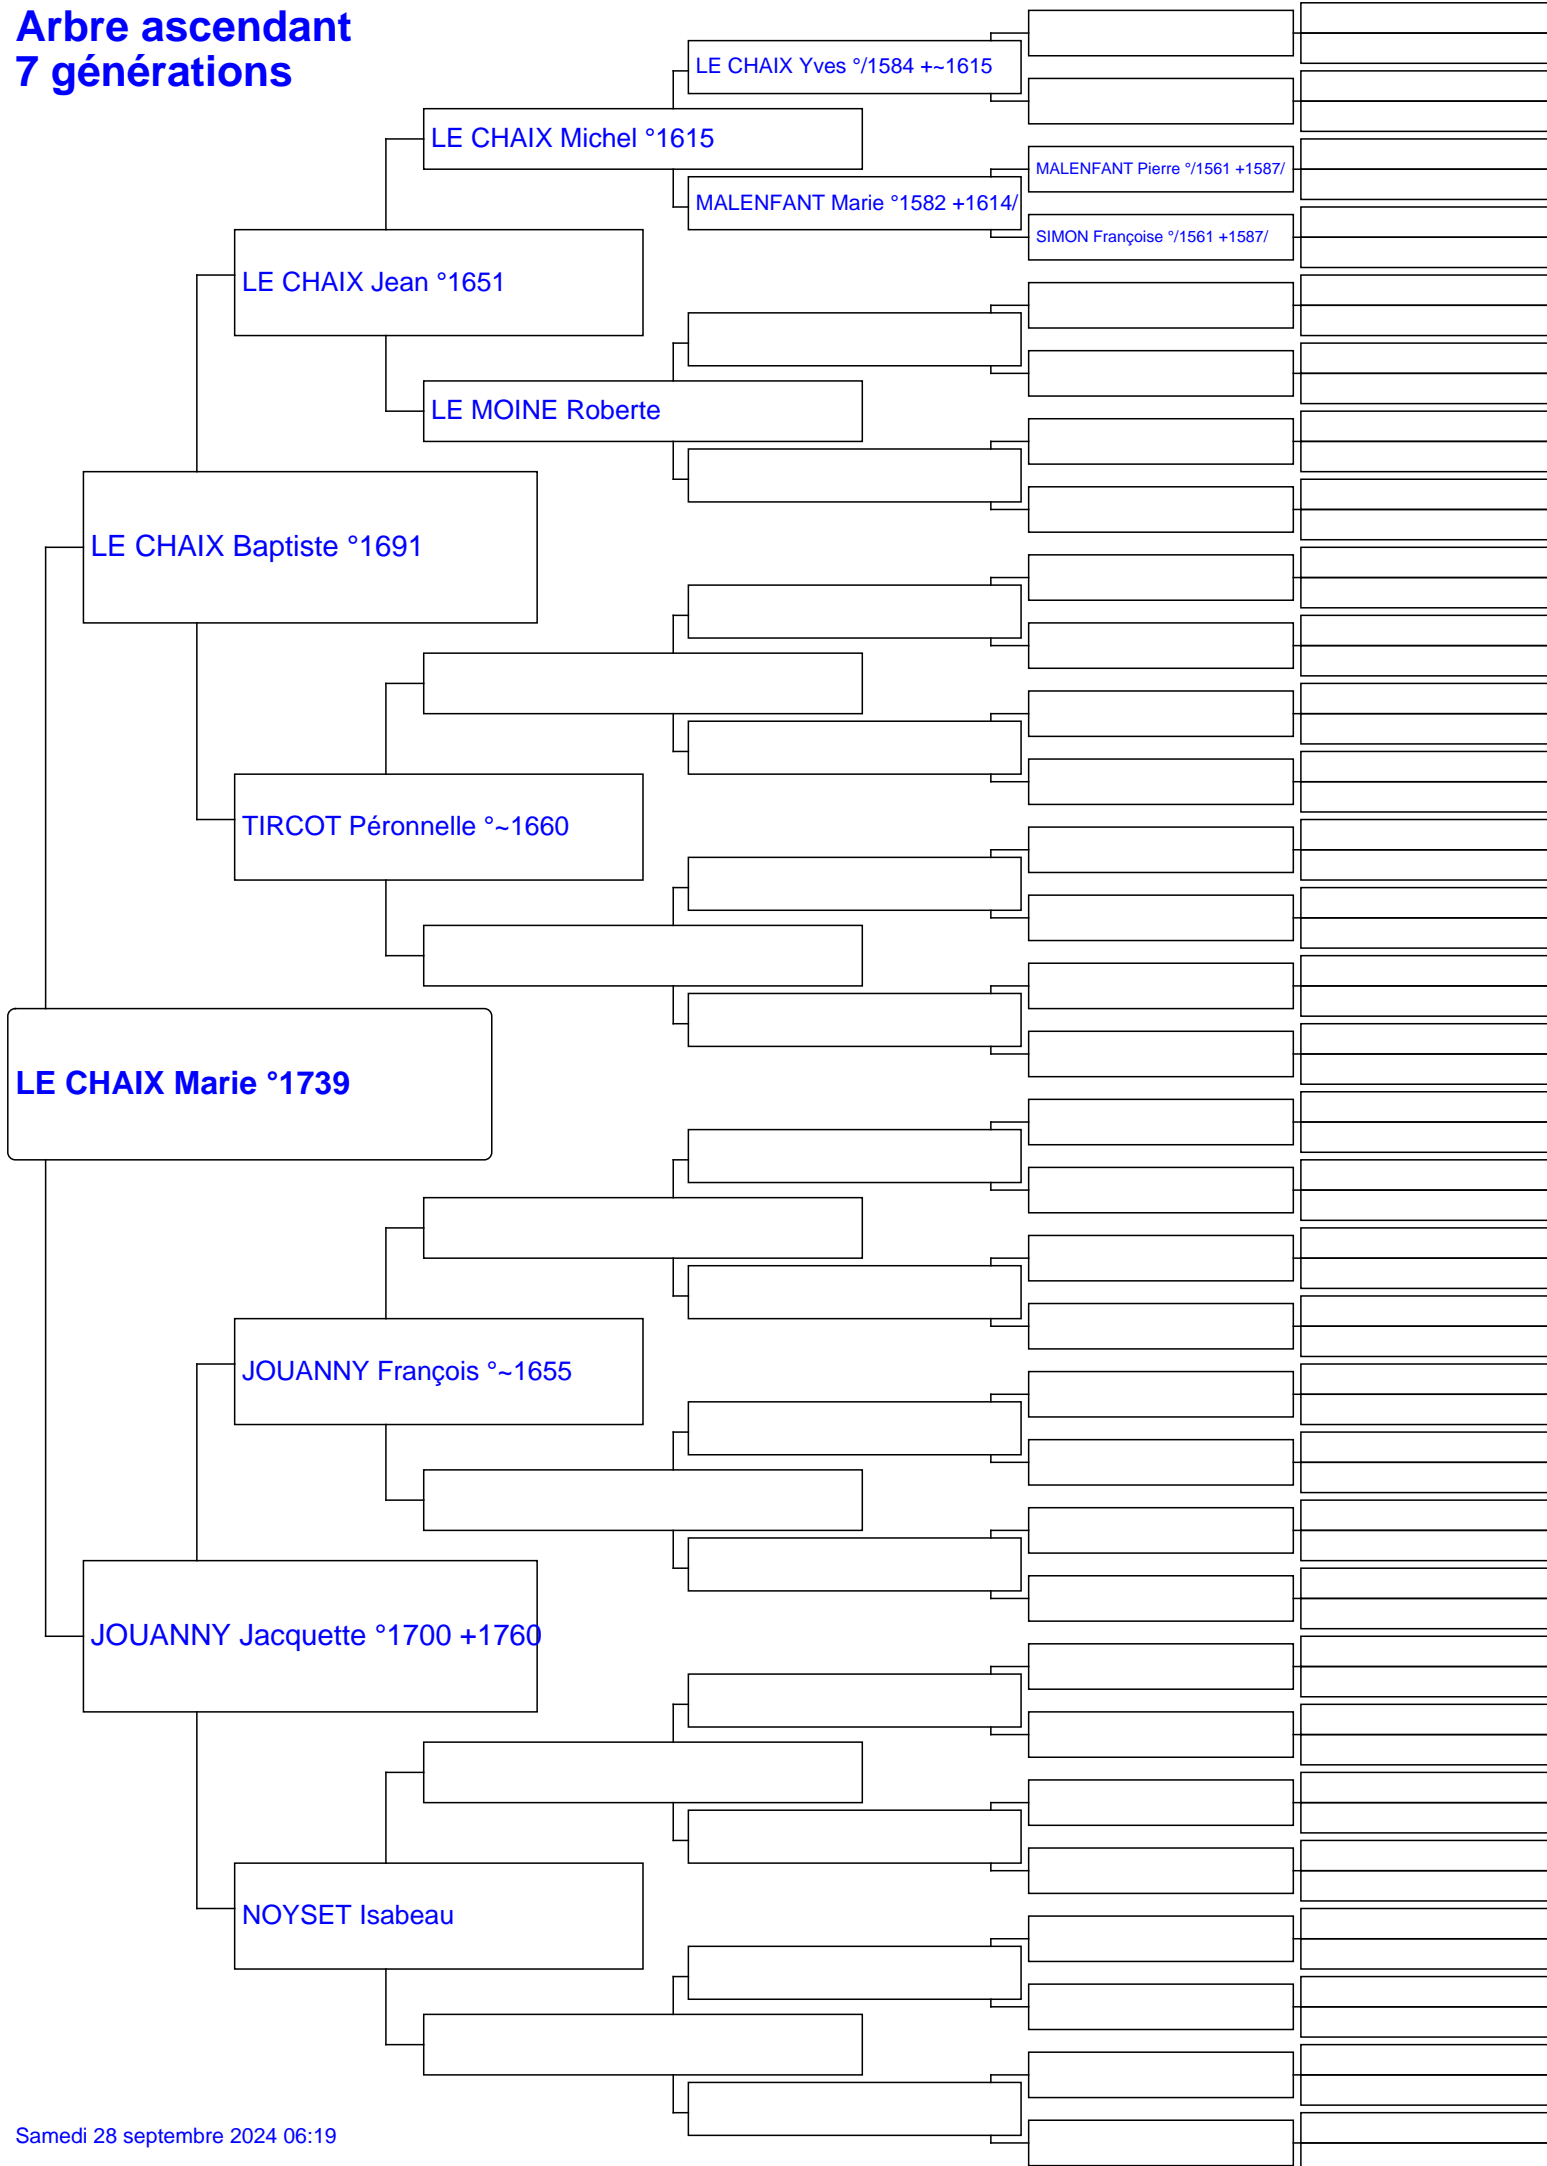 Arbre ascendant
7 générations
LE CHAIX Yves °/1584 +~1615
LE CHAIX Michel °1615
MALENFANT Pierre °/1561 +1587/
MALENFANT Marie °1582 +1614/
SIMON Françoise °/1561 +1587/
LE CHAIX Jean °1651
LE MOINE Roberte
LE CHAIX Baptiste °1691
TIRCOT Péronnelle °~1660
LE CHAIX Marie °1739
JOUANNY François °~1655
JOUANNY Jacquette °1700 +1760
NOYSET Isabeau
Samedi 28 septembre 2024 06:19